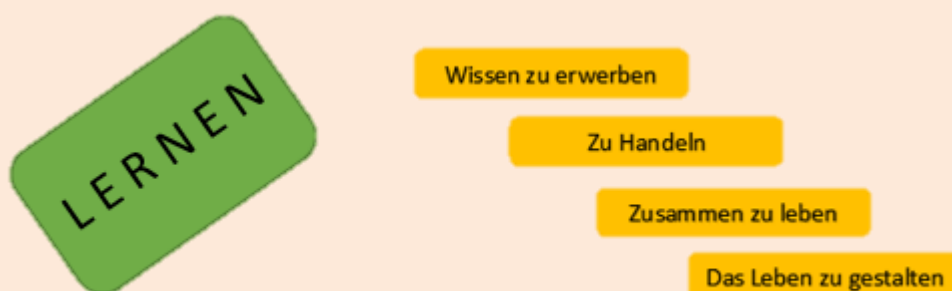 LERNEN
Wissen zu erwerben
Zu Handeln
Zusammen zu leben
Das Leben zu gestalten